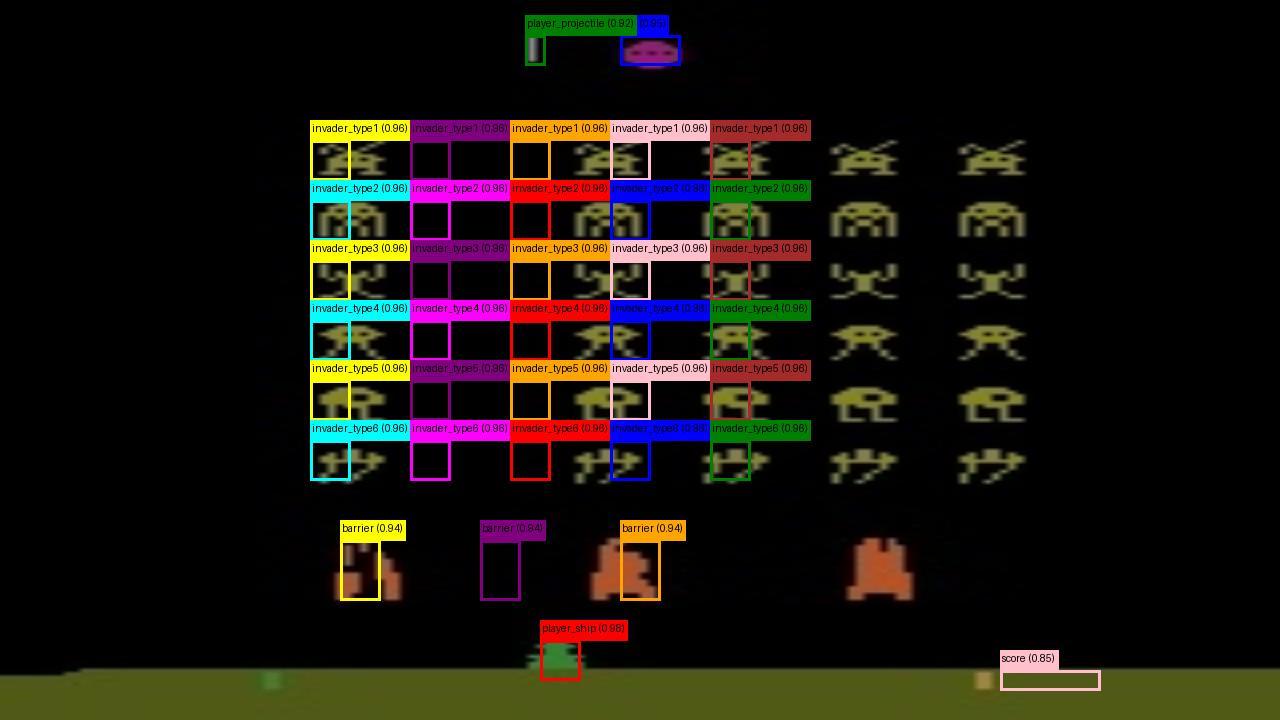 player_projectile (0.92) (0.95)
invader_type1 (0.96) invader_type1 (0.96) invader_type1 (0.96) invader_type1 (0.96) invader_type1 (0.96)
invader_type2 (0.96) invader_type2 (0.96) invader_type2 (0.96) invader_type2 (0.96) invader_type2 (0.96)
invader_type3 (0.96) invader_type3 (0.96) invader_type3 (0.96) invader_type3 (0.96) invader_type3 (0.96)
invader_type4 (0.96) invader_type4 (0.96) invader_type4 (0.96) invader_type4 (0.96) invader_type4 (0.96)
invader_type5 (0.96) invader_type5 (0.96) invader_type5 (0.96) invader_type5 (0.96) invader_type5 (0.96)
invader_type6 (0.96) invader_type6 (0.96) invader_type6 (0.96) invader_type6 (0.96) invader_type6 (0.96)
barrier (0.94) barrier (0.94) barrier (0.94)
player_ship (0.98)
score (0.85)